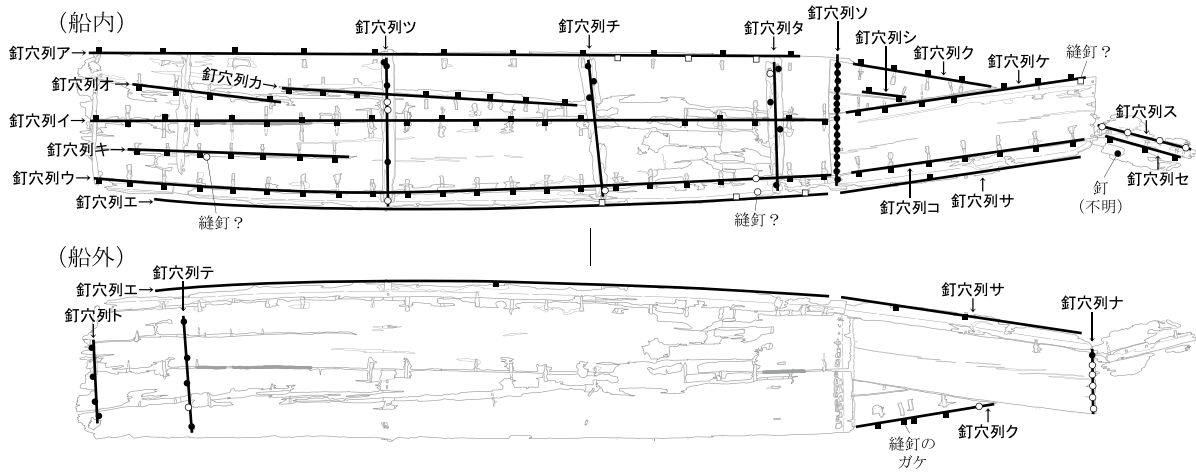 （船内）
釘穴列ツ
釘穴列チ
釘穴列タ
釘穴列ソ
釘穴列シ
釘穴列ク
釘穴列ケ
縫釘？
釘穴列ア→
釘穴列オ→
釘穴列カ
釘穴列イ→
釘穴列キ→
釘穴列ウ→
釘穴列エ→
縫釘？
縫釘？
釘穴列コ
釘穴列サ
釘穴列ス
釘穴列セ
釘
（不明）
（船外）
釘穴列テ
釘穴列エ→
釘穴列ト
釘穴列サ
釘穴列ナ
釘穴列ク
縫釘の
ガケ